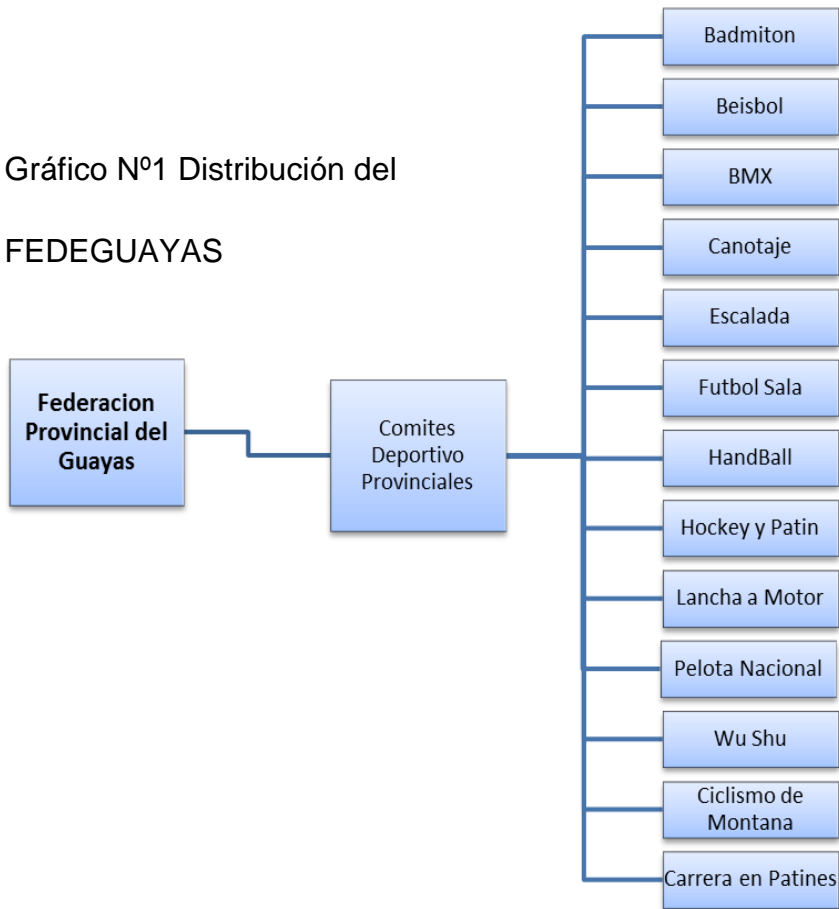 Gráfico Nº1 Distribución del
FEDEGUAYAS
Federacion
Provincial del
Guayas
Comites
Deportivo
Provinciales
Badmiton
Beisbol
BMX
Canotaje
Escalada
Futbol Sala
HandBall
Hockey y Patin
Lancha a Motor
Pelota Nacional
Wu Shu
Ciclismo de
Montana
Carrera en Patines